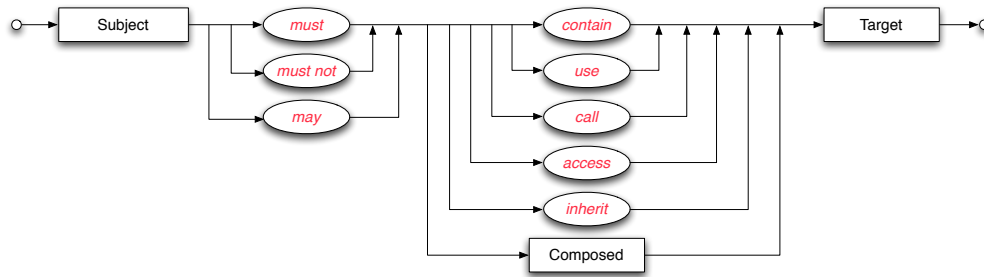 Subject
must
must not
may
contain
use
call
access
inherit
Composed
Target